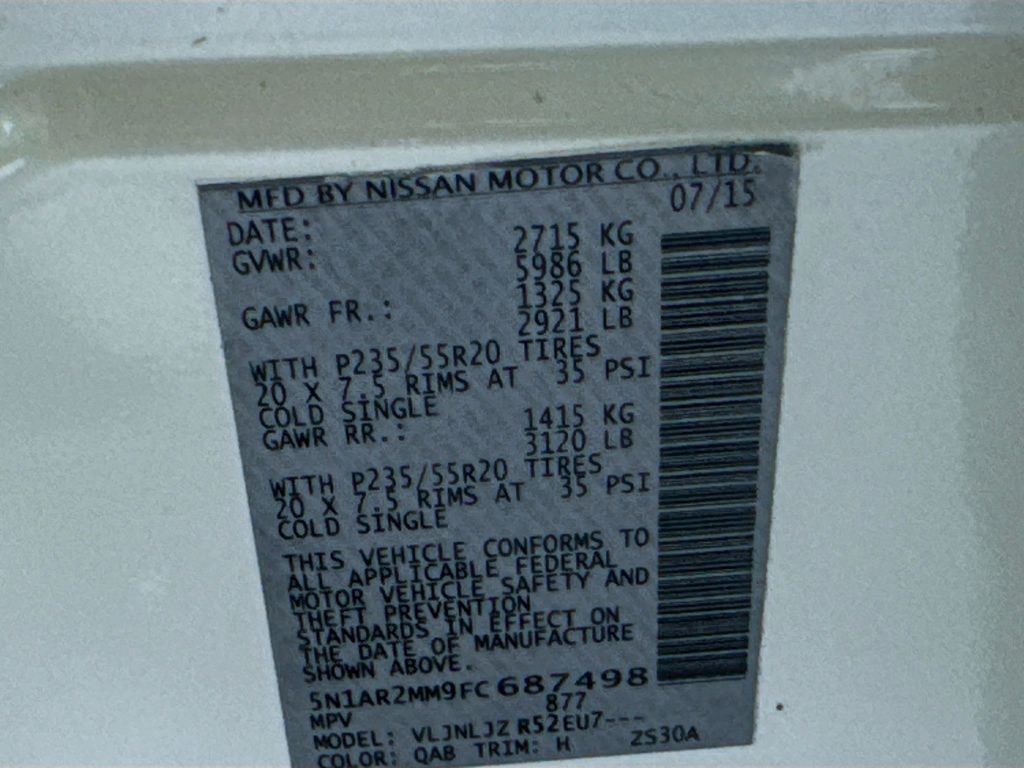 MFD BY NISSAN MOTOR CO., LTD.
DATE: 07/15
GVWR: 2715 KG
5986 LB
GAWR FR.: 1325 KG
2921 LB
WITH P235/55R20 TIRES
20 X 7.5 RIMS AT 35 PSI
COLD SINGLE
GAWR RR.: 1415 KG
3120 LB
WITH P235/55R20 TIRES
20 X 7.5 RIMS AT 35 PSI
COLD SINGLE
THIS VEHICLE CONFORMS TO
ALL APPLICABLE FEDERAL
MOTOR VEHICLE SAFETY AND
THEFT PREVENTION
STANDARDS IN EFFECT ON
THE DATE OF MANUFACTURE
SHOWN ABOVE.
5N1AR2MM9FC687498
MPV 877
MODEL: VLJNLJZ R52EU7---
COLOR: QAB TRIM: H ZS30A